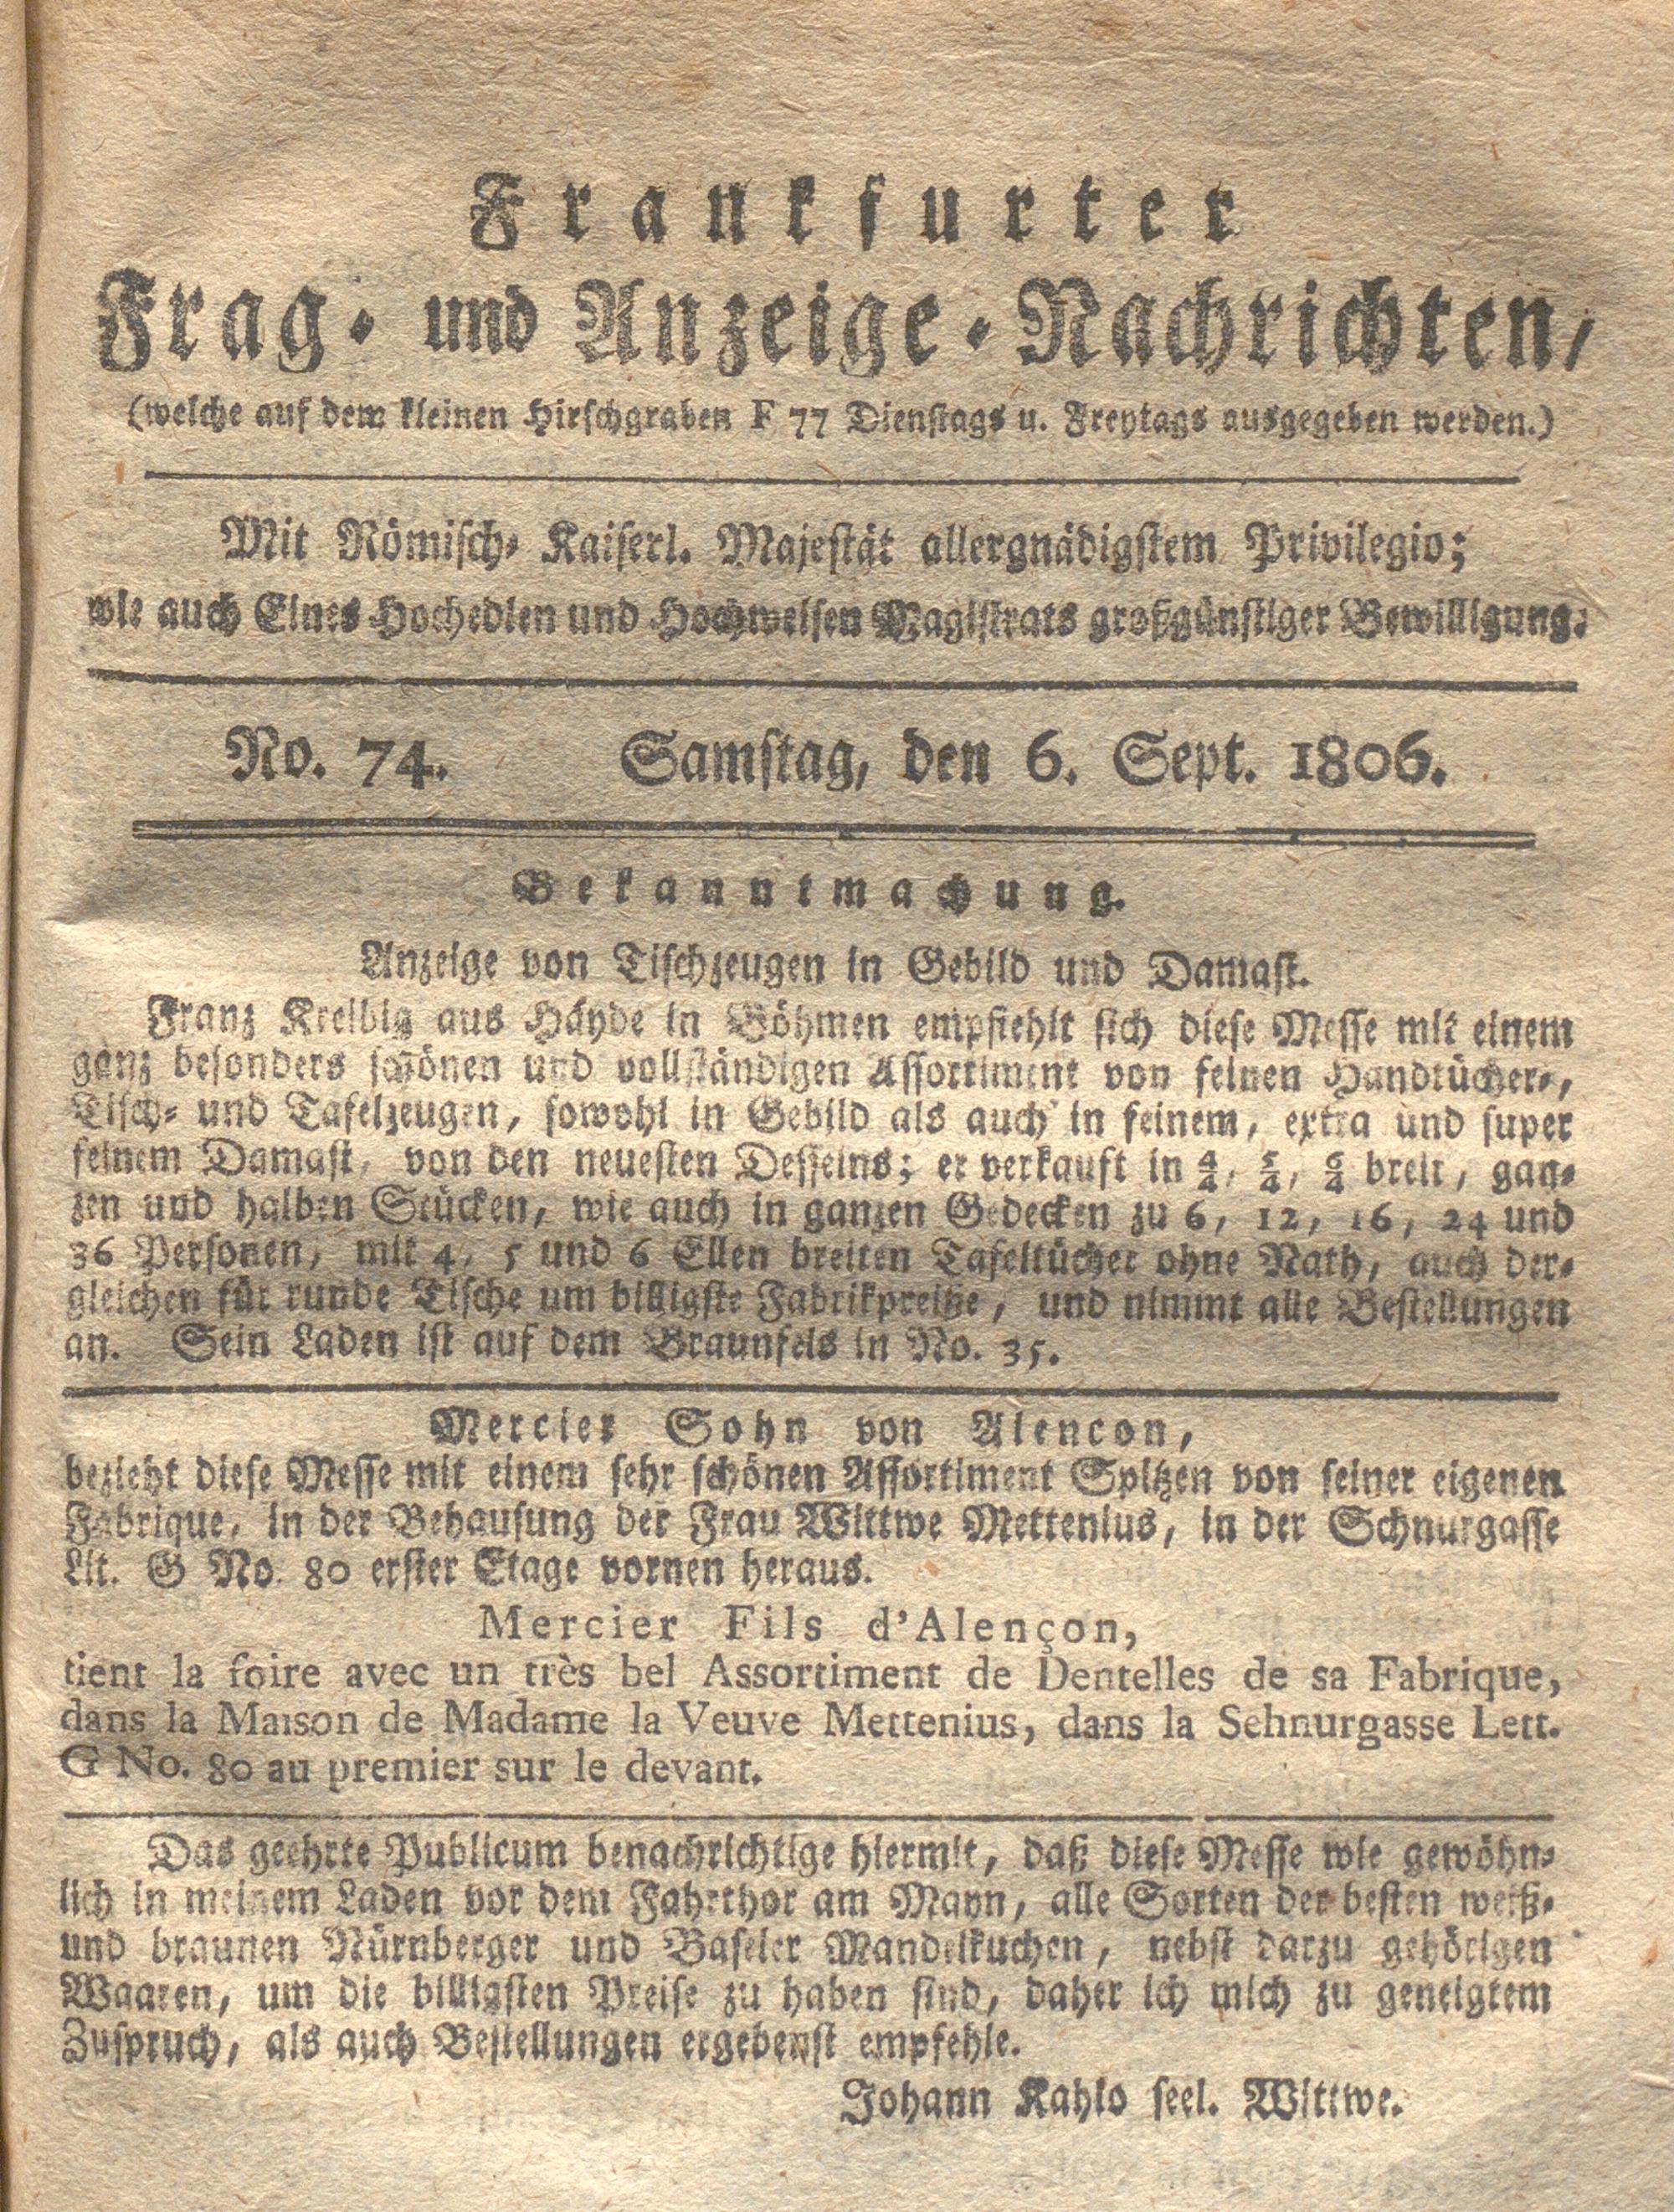 Frankfurter
Frag- und Anzeige-Nachrichten,
(welche auf dem kleinen Hirschgraben F 77 Dienstags u. Freytags ausgegeben werden.)
Mit Römisch- Kaiserl. Majestät allergnädigstem Privilegio;
wie auch Eines Hochedlen und Hochweisen Magistrats großgünstiger Bewilligung.
No. 74. Samstag, den 6. Sept. 1806.
Bekanntmachung.
Anzeige von Tischzeugen in Gebild und Damast.
Franz Kreibig aus Häyde in Böhmen empfiehlt sich diese Messe mit einem
ganz besonders schönen und vollständigen Assortiment von feinen Handtücher-,
Tisch- und Tafelzeugen, sowohl in Gebild als auch in feinem, extra und super
feinem Damast, von den neuesten Desseins; er verkauft in 4/4, 5/4, 6/4 breit, gan-
zen und halben Stücken, wie auch in ganzen Gedecken zu 6, 12, 16, 24 und
36 Personen, mit 4, 5 und 6 Ellen breiten Tafeltücher ohne Nath, auch der-
gleichen für runde Tische um billigste Fabrikpreitze, und nimmt alle Bestellungen
an. Sein Laden ist auf dem Braunfels in No. 35.
Mercier Sohn von Alencon,
bezieht diese Messe mit einem sehr schönen Assortiment Spitzen von seiner eigenen
Fabrique, in der Behausung der Frau Wittwe Mettenius, in der Schnurgasse
Lit. G No. 80 erster Etage vornen heraus.
Mercier Fils d'Alençon,
tient la foire avec un très bel Assortiment de Dentelles de sa Fabrique,
dans la Maison de Madame la Veuve Mettenius, dans la Sehnurgasse Lett.
G No. 80 au premier sur le devant.
Das geehrte Publicum benachrichtige hiermit, daß diese Messe wie gewöhn-
lich in meinem Laden vor dem Fahrthor am Mayn, alle Sorten der besten weiß-
und braunen Nürnberger und Baseler Mandelkuchen, nebst darzu gehörigen
Waaren, um die billigsten Preise zu haben sind, daher ich mich zu geneigtem
Zuspruch, als auch Bestellungen ergebenst empfehle.
Johann Kahlo seel. Wittwe.